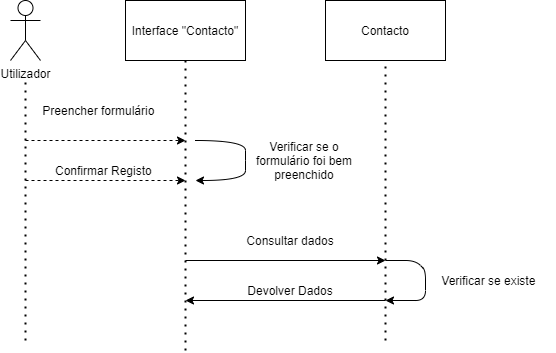 Interface "Contacto"
Contacto
Utilizador
Preencher formulário
Verificar se o
formulário foi bem
preenchido
Confirmar Registo
Consultar dados
Verificar se existe
Devolver Dados